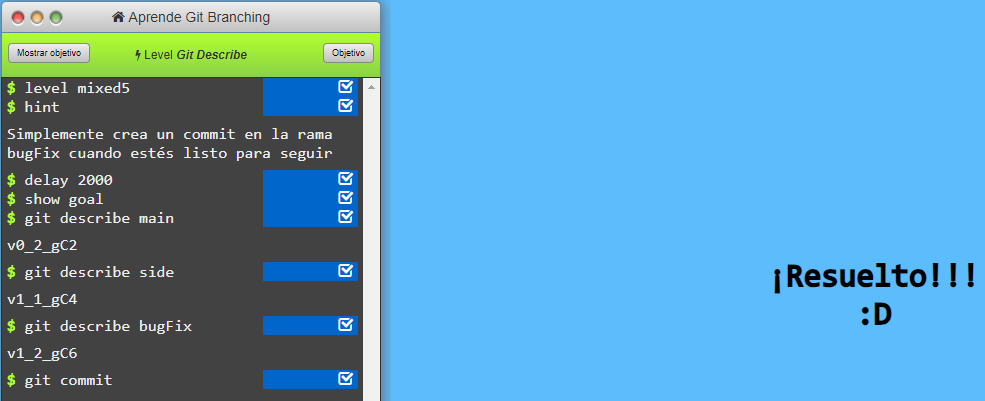 Aprende Git Branching
Mostrar objetivo
Level Git Describe
Objetivo
$ level mixed5
$ hint
Simplemente crea un commit en la rama
bugFix cuando estés listo para seguir
$ delay 2000
$ show goal
$ git describe main
v0_2_gC2
$ git describe side
v1_1_gC4
$ git describe bugFix
v1_2_gC6
$ git commit
¡Resuelto!!!
:D